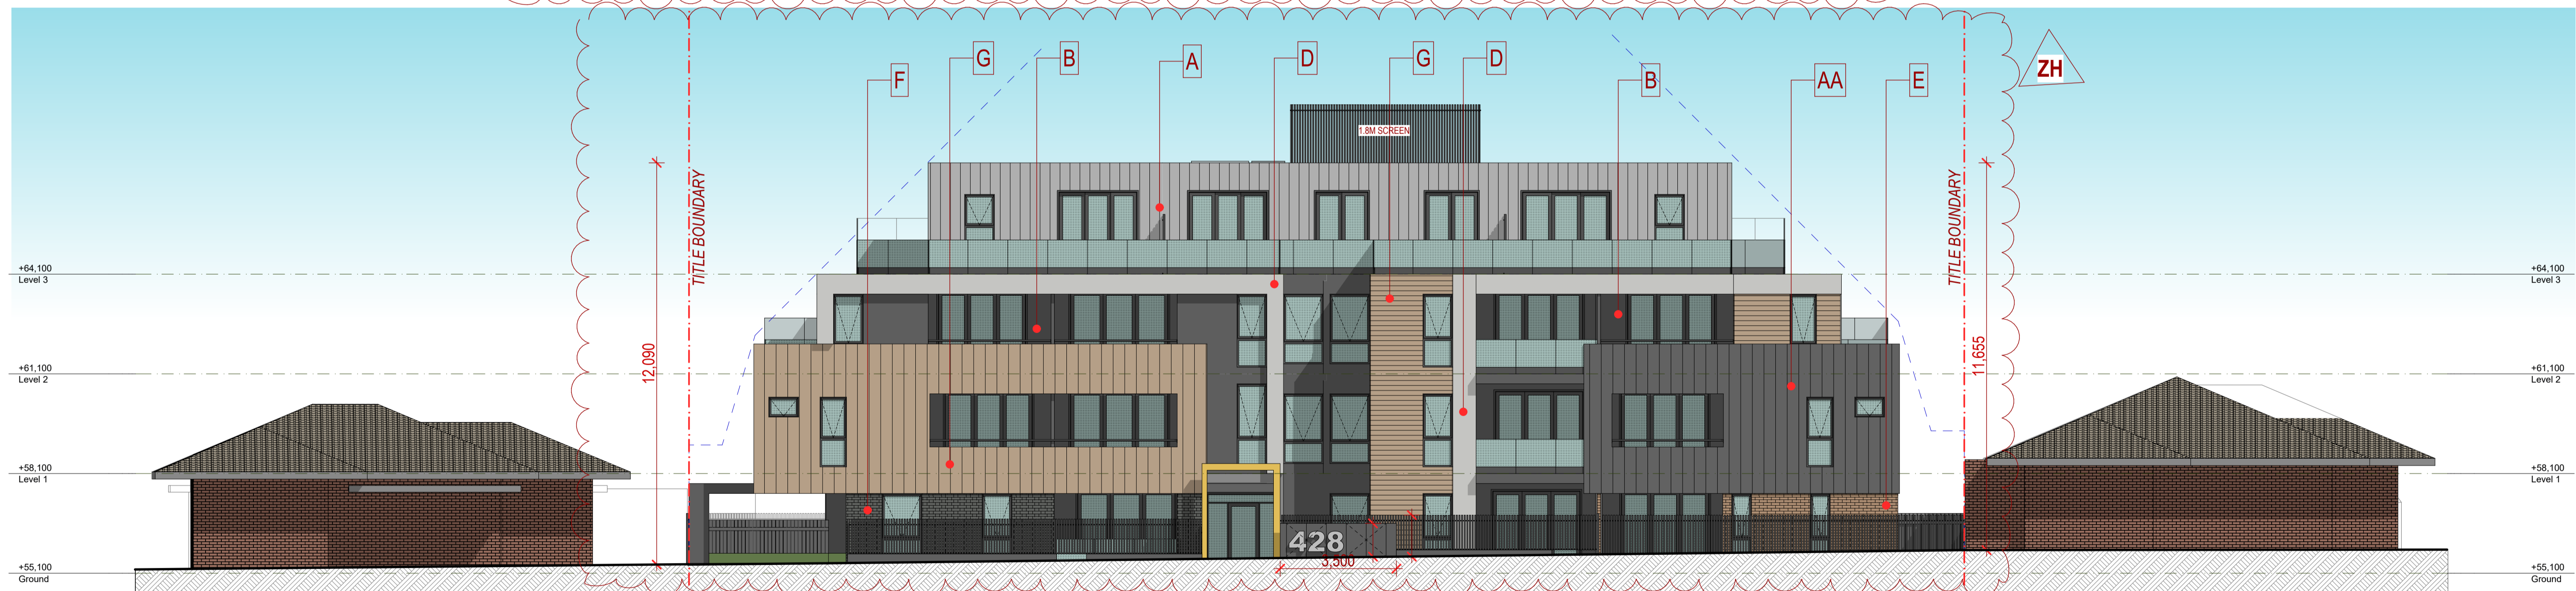 F
G
B
A
D
G
D
B
AA
E
ZH
1.8M SCREEN
TITLE BOUNDARY
TITLE BOUNDARY
+64,100
Level 3
+64,100
Level 3
12,090
11,655
+61,100
Level 2
+61,100
Level 2
+58,100
Level 1
+58,100
Level 1
428
3,500
+55,100
Ground
+55,100
Ground